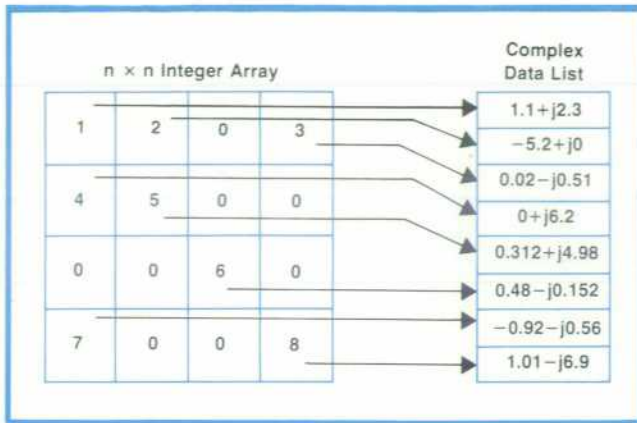 n × n Integer Array
Complex
Data List
1 2 0 3
4 5 0 0
0 0 6 0
7 0 0 8
1.1+j2.3
−5.2+j0
0.02−j0.51
0+j6.2
0.312+j4.98
0.48−j0.152
−0.92−j0.56
1.01−j6.9